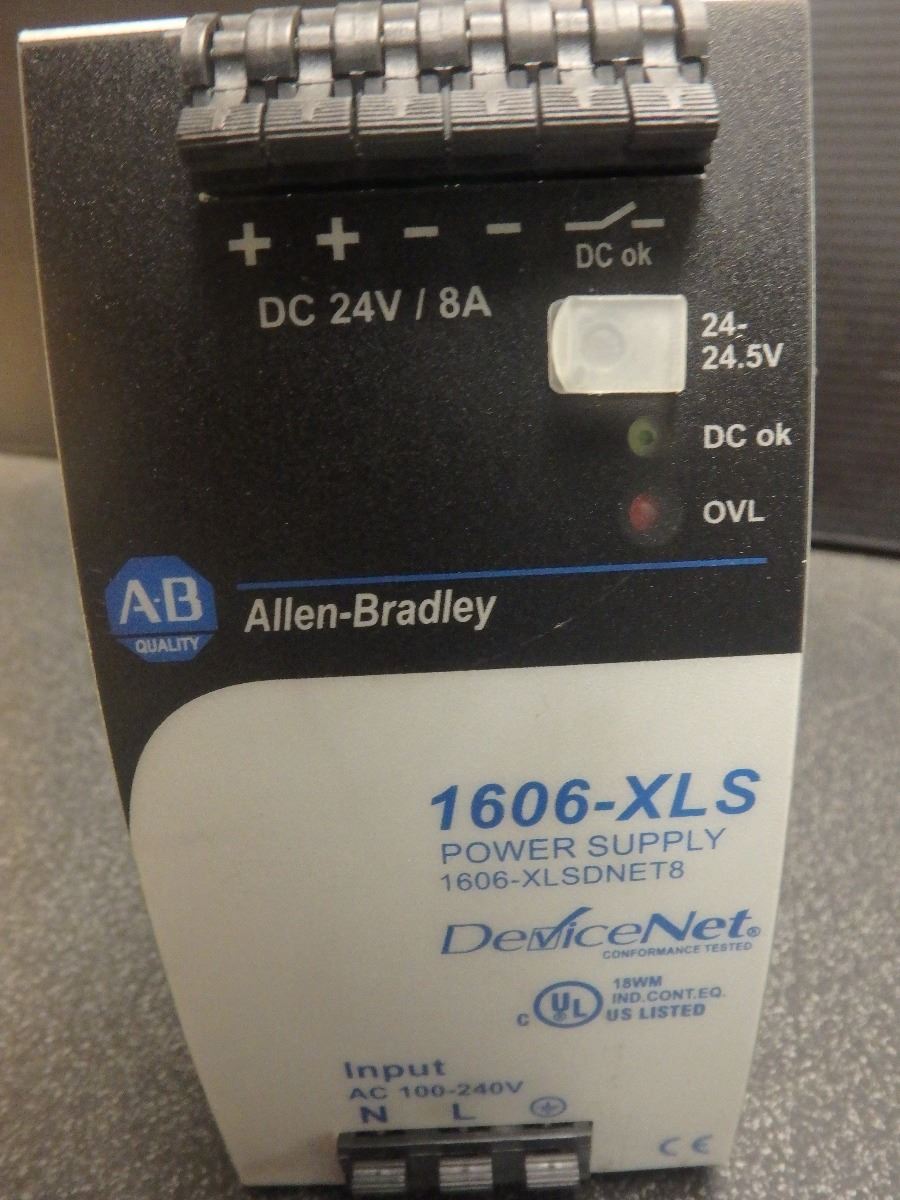 + + - -
DC ok
DC 24V / 8A
24-
24.5V
DC ok
OVL
A-B
QUALITY
Allen-Bradley
1606-XLS
POWER SUPPLY
1606-XLSDNET8
DeviceNet®
CONFORMANCE TESTED
C UL®
18WM
IND.CONT.EQ.
US LISTED
Input
AC 100-240V
N L
CE